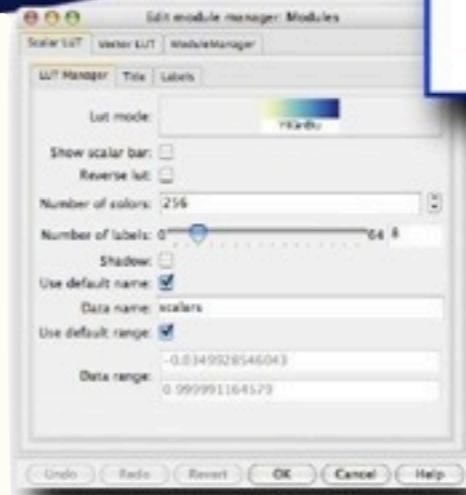 Edit module manager: Modules
Scalar LUT Vector LUT ModuleManager
LUT Manager Title Labels
Lut mode:
YlGnBu
Show scalar bar:
Reverse lut:
Number of colors: 256
Number of labels: 0 64 8
Shadow:
Use default name:
Data name: scalars
Use default range:
-0.0349928546043
Data range:
0.999991164579
Undo Redo Revert OK Cancel Help